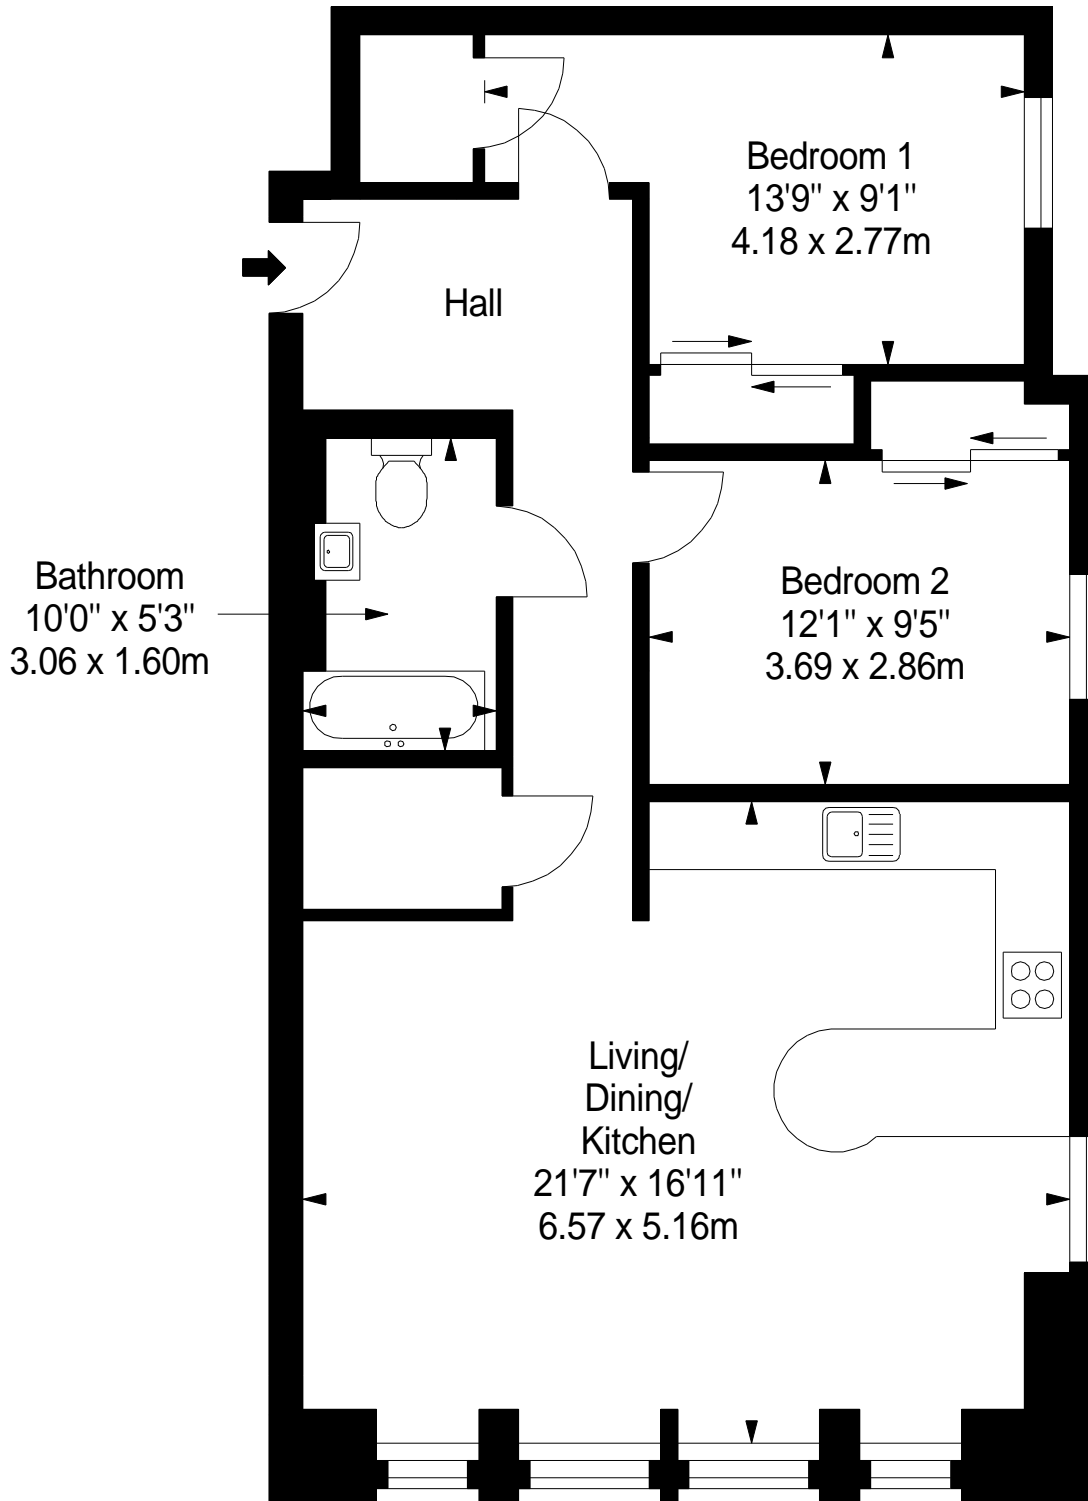 Bedroom 1
13'9" x 9'1"
4.18 x 2.77m
Hall
Bathroom
10'0" x 5'3"
3.06 x 1.60m
Bedroom 2
12'1" x 9'5"
3.69 x 2.86m
Living/
Dining/
Kitchen
21'7" x 16'11"
6.57 x 5.16m